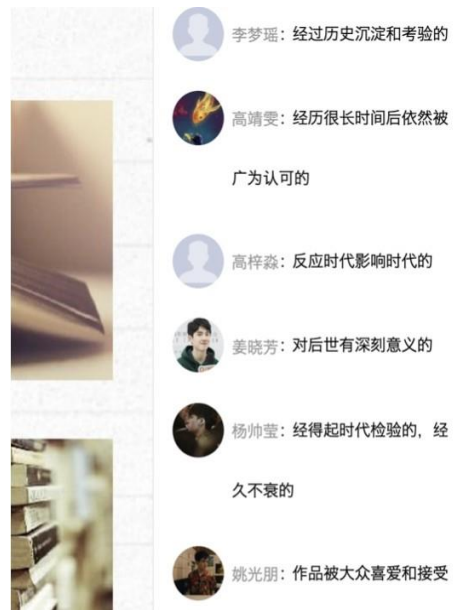 李梦瑶：经过历史沉淀和考验的
高靖雯：经历很长时间后依然被
广为认可的
高梓淼：反应时代影响时代的
姜晓芳：对后世有深刻意义的
杨帅莹：经得起时代检验的，经
久不衰的
姚光朋：作品被大众喜爱和接受